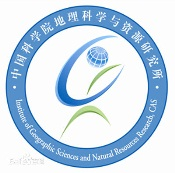 · 中国科学院地理科学与资源研究所 ·
Institute of Geographic Sciences and Natural Resources Research, CAS